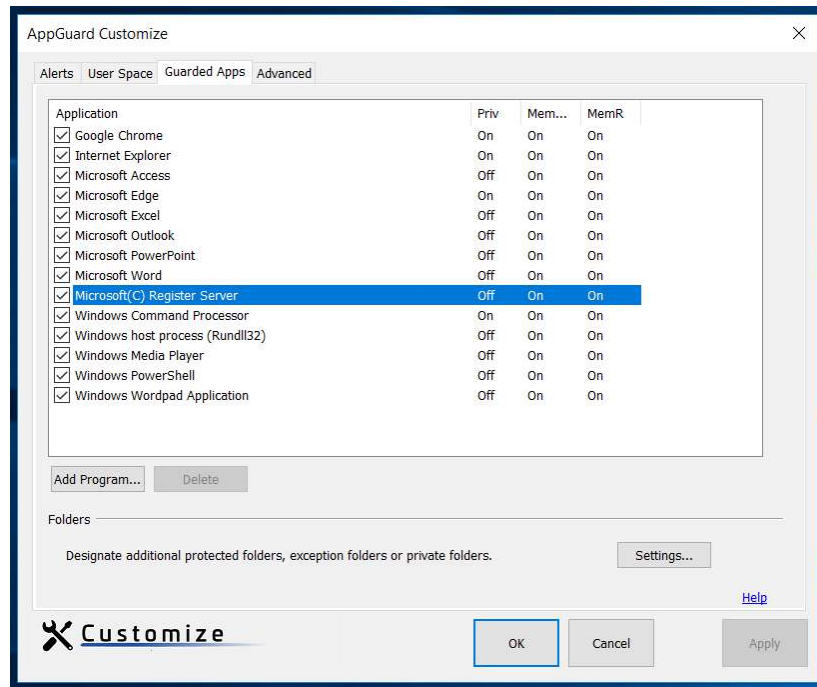 AppGuard Customize
Alerts User Space Guarded Apps Advanced
Application Priv Mem... MemR
Google Chrome On On On
Internet Explorer On On On
Microsoft Access Off On On
Microsoft Edge On On On
Microsoft Excel Off On On
Microsoft Outlook Off On On
Microsoft PowerPoint Off On On
Microsoft Word Off On On
Microsoft(C) Register Server Off On On
Windows Command Processor On On On
Windows host process (Rundll32) Off On On
Windows Media Player Off On On
Windows PowerShell Off On On
Windows Wordpad Application Off On On
Add Program... Delete
Folders
Designate additional protected folders, exception folders or private folders. Settings...
Help
Customize OK Cancel Apply